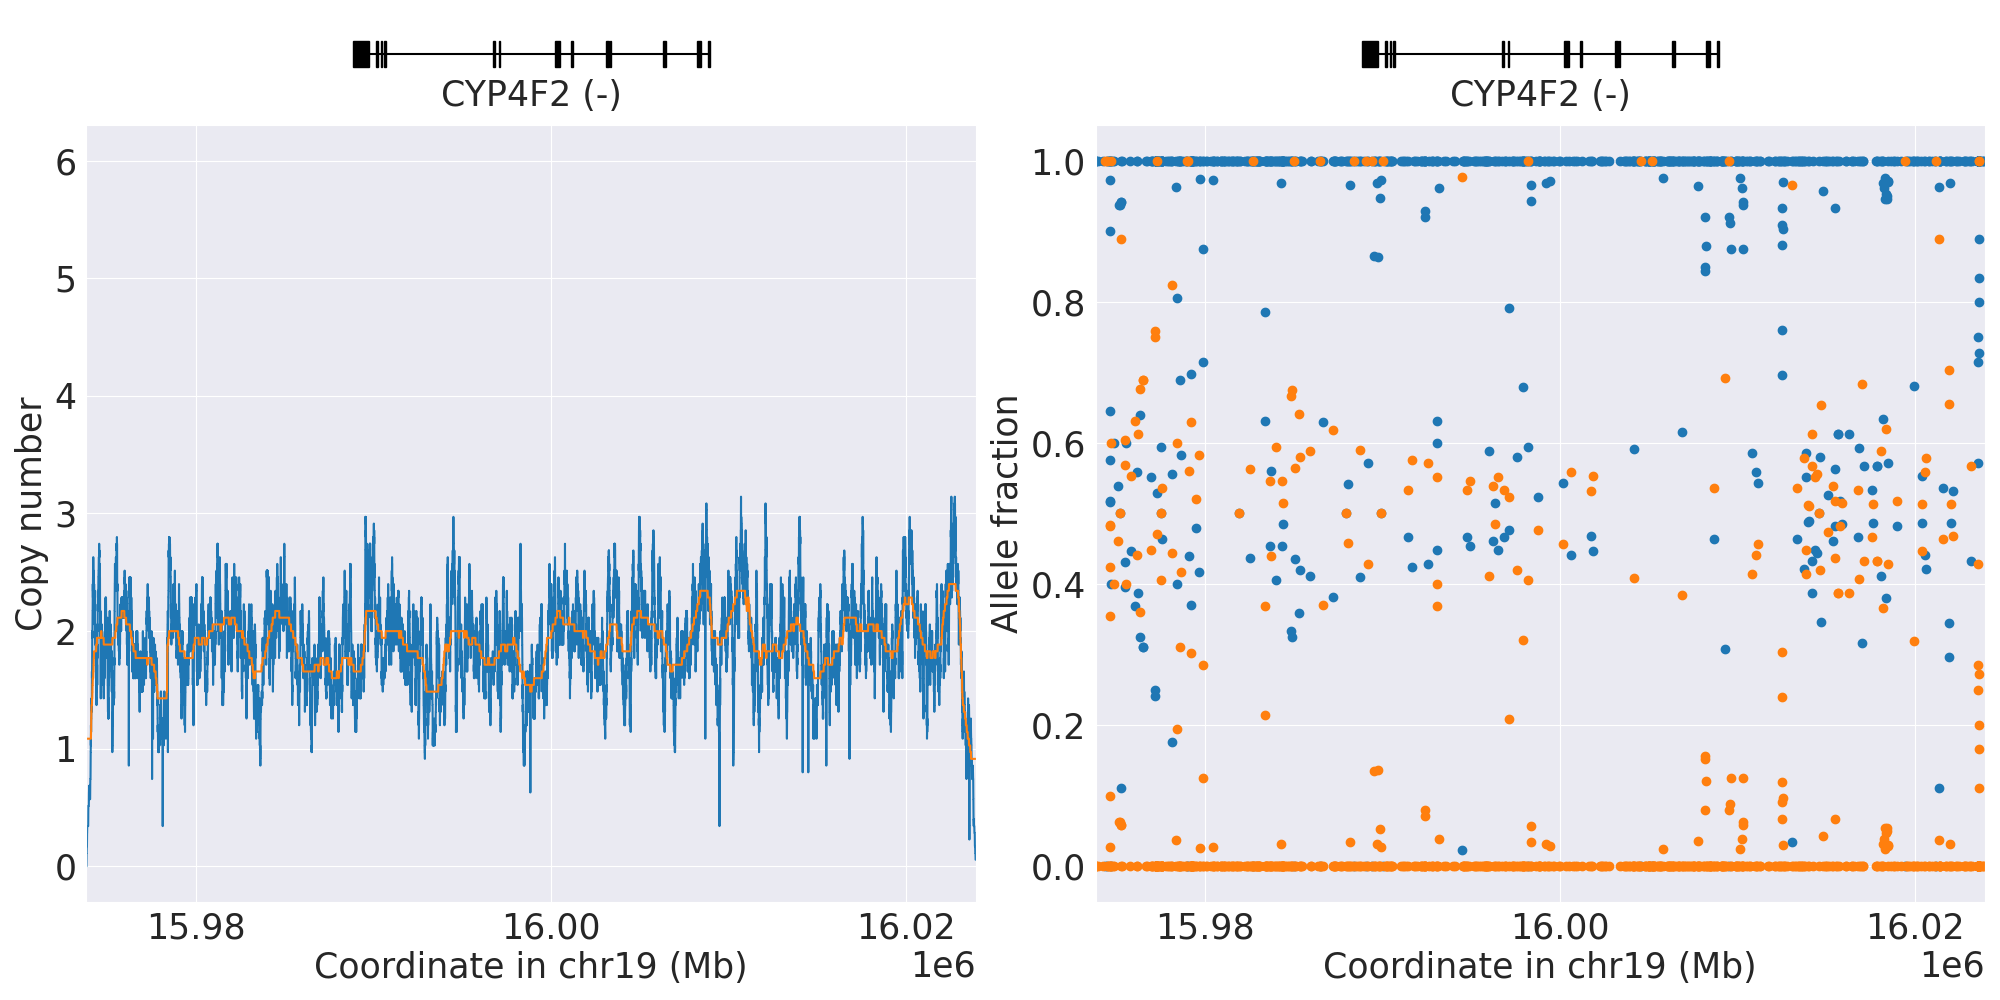 CYP4F2 (-)
6
5
4
3
2
1
0
Copy number
15.98
16.00
16.02
Coordinate in chr19 (Mb)
1e6
CYP4F2 (-)
1.0
0.8
0.6
0.4
0.2
0.0
Allele fraction
15.98
16.00
16.02
Coordinate in chr19 (Mb)
1e6